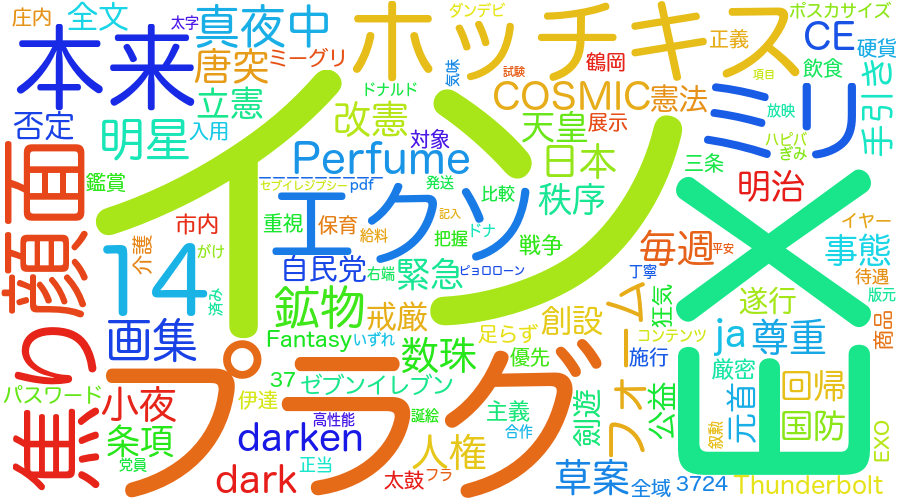 庄内
全文
太字
真夜中
ホッチキス
ダンデビ
正義
ポスカサイズ
CE
硬貨
本来
唐突
ミーグリ
気味
試験
鶴岡
項目
飲食
手引き
否定
立憲
ドナルド
改憲
COSMIC
憲法
放映
ミリ
明星
入用
対象
天皇
展示
ハピバ
ぎみ
イン
Perfume
日本
三条
顔面
鑑賞
セブイレジプシー
pdf
発送
比較
秩序
明治
メ凹
市内
重視
保育
エクソ
記入
給料
把握
ドナ
戦争
毎週
平安
イヤー
事態
14
介護
がけ
自民党
右端
緊急
ピョロローン
丁寧
待遇
済み
鉱物
戒厳
足らず
創設
フォーム
狂気
遂行
版元
焦り
画集
Fantasy
いずれ
数珠
優先
コンテンツ
施行
ja
尊重
商品
プラグ
パスワード
小夜
37
ゼブンイレブン
劍遊
公益
厳密
元首
回帰
伊達
高性能
誕絵
主義
条項
darken
人権
合作
叙勲
国防
EXO
党員
正当
dark
太鼓
フラ
草案
全域
3724
Thunderbolt